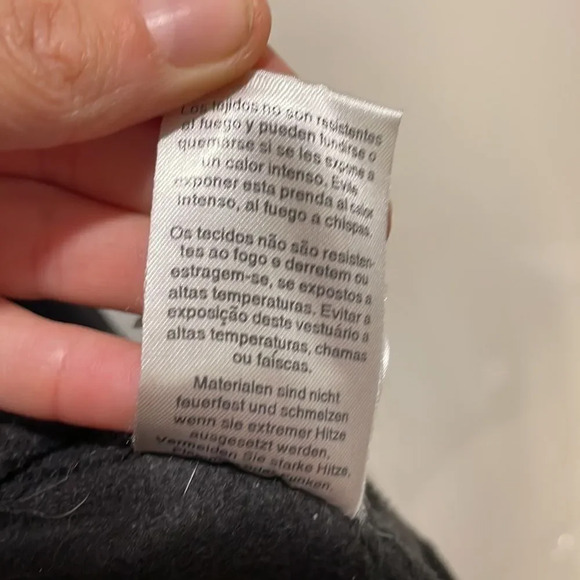 Los tejidos no son resistentes
al fuego y pueden fundirse o
quemarse si se les expone a
un calor intenso. Evite
exponer esta prenda al calor
intenso, al fuego a chispas.
Os tecidos não são resisten-
tes ao fogo e derretem ou
estragem-se, se expostos a
altas temperaturas. Evitar a
exposição deste vestuário a
altas temperaturas, chamas
ou faíscas.
Materialen sind nicht
feuerfest und schmelzen
wenn sie extremer Hitze
ausgesetzt werden.
Vermeiden Sie starke Hitze,
oder Funken.